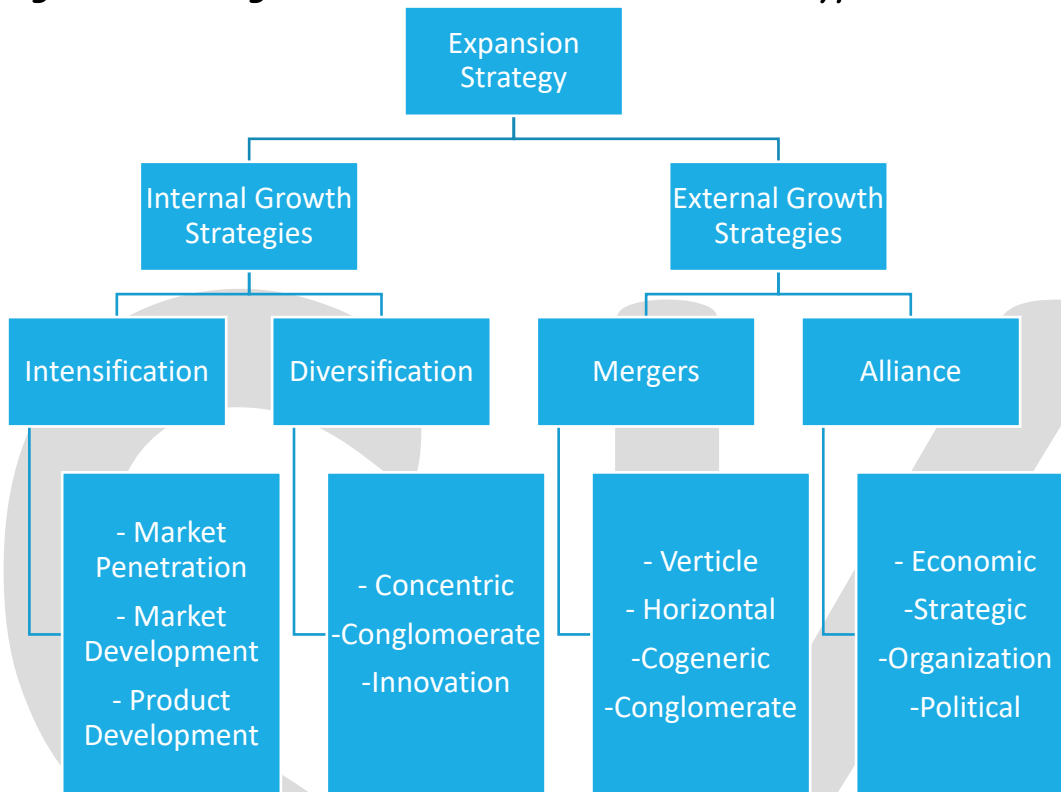 Expansion
Strategy
Internal Growth
Strategies
External Growth
Strategies
Intensification
Diversification
Mergers
Alliance
- Market
Penetration
- Market
Development
- Product
Development
- Concentric
-Conglomoerate
-Innovation
- Verticle
- Horizontal
-Cogeneric
-Conglomerate
- Economic
-Strategic
-Organization
-Political